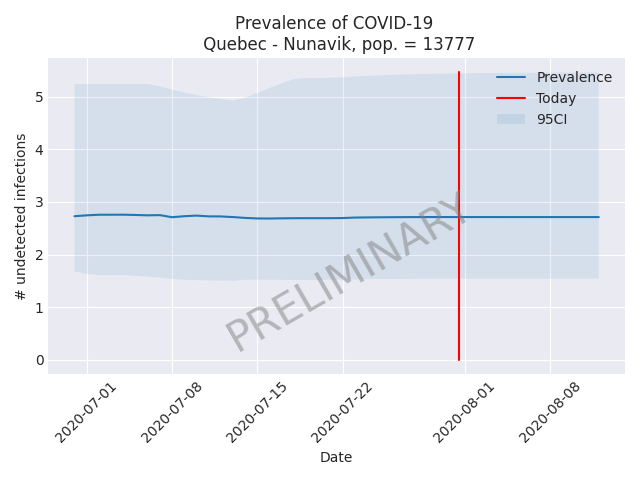 Prevalence of COVID-19
Quebec - Nunavik, pop. = 13777
# undetected infections
5
4
3
2
1
0
Prevalence
Today
95CI
PRELIMINARY
2020-07-01
2020-07-08
2020-07-15
2020-07-22
2020-08-01
2020-08-08
Date